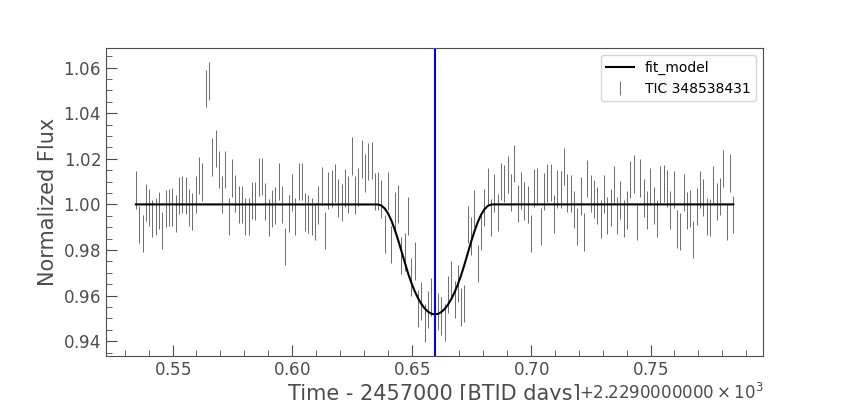 1.06
1.04
1.02
1.00
0.98
0.96
0.94
Normalized Flux
fit_model
TIC 348538431
0.55 0.60 0.65 0.70 0.75
Time - 2457000 [BTJD days]
+2.2290000000 × 10³